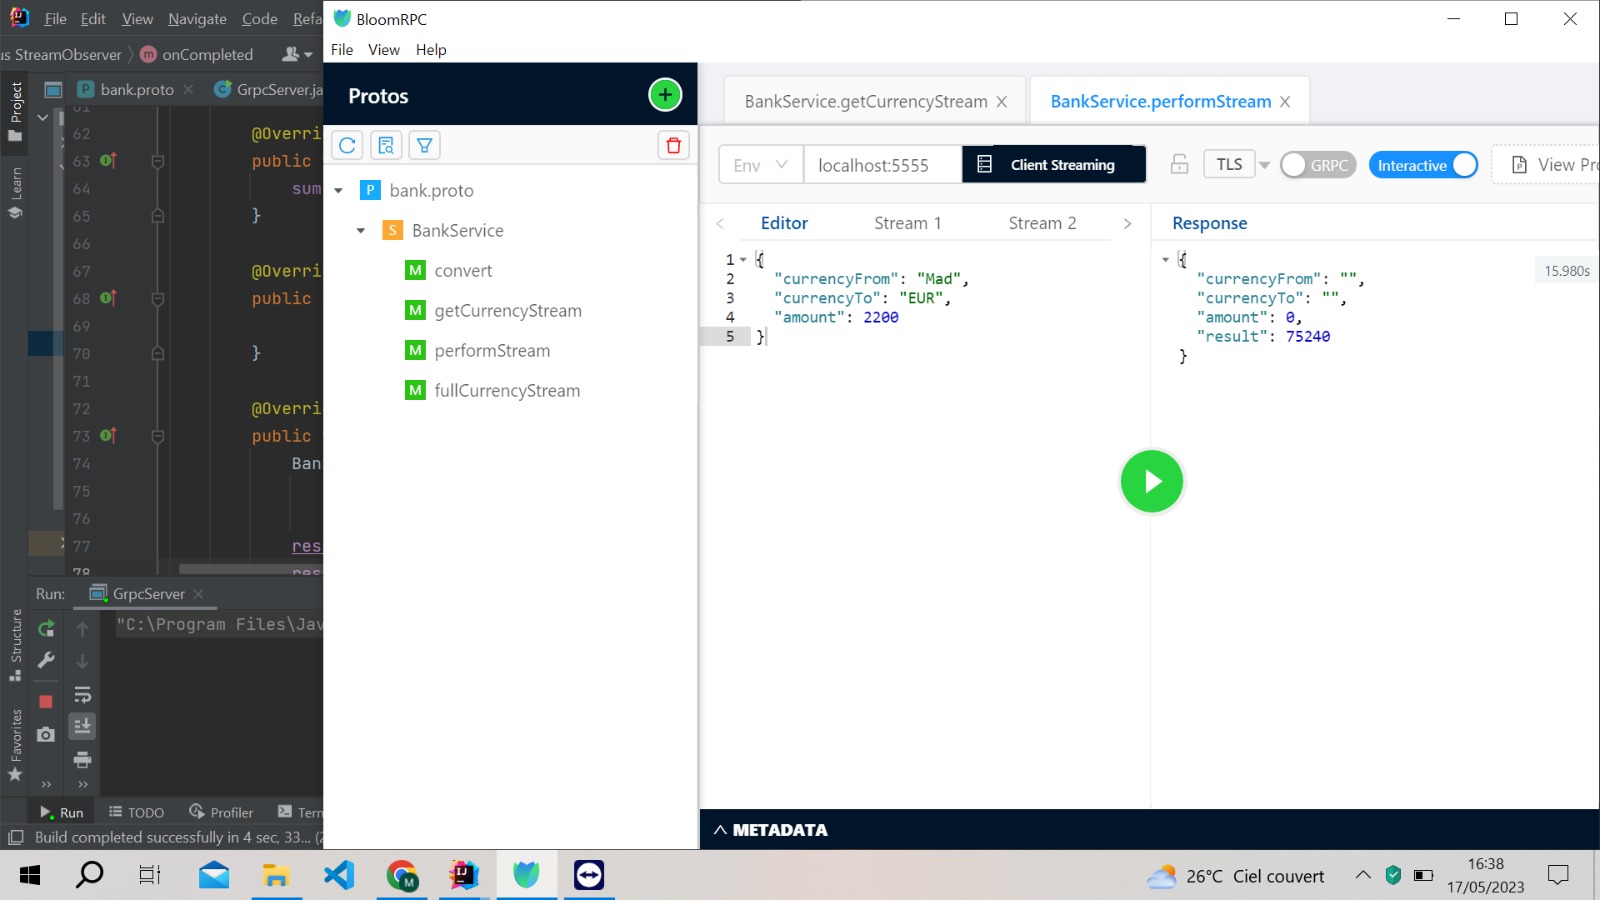 File Edit View Navigate Code Refa
us StreamObserver onCompleted
Project
Learn
Structure
Favorites
bank.proto GrpcServer.ja
61
62 @Overri
63 public
64 sum
65 }
66
67 @Overri
68 public
69
70 }
71
72 @Overri
73 public
74 Ban
75
76
77 res
78 res
Run: GrpcServer
"C:\Program Files\Jav
Run TODO Profiler Term
Build completed successfully in 4 sec, 33... (2
BloomRPC
File View Help
Protos
P bank.proto
S BankService
M convert
M getCurrencyStream
M performStream
M fullCurrencyStream
BankService.getCurrencyStream BankService.performStream
Env localhost:5555 Client Streaming TLS GRPC Interactive View Pro
Editor Stream 1 Stream 2
1 {
2 "currencyFrom": "Mad",
3 "currencyTo": "EUR",
4 "amount": 2200
5 }
Response
{
"currencyFrom": "",
"currencyTo": "",
"amount": 0,
"result": 75240
}
15.980s
METADATA
26°C Ciel couvert
16:38
17/05/2023